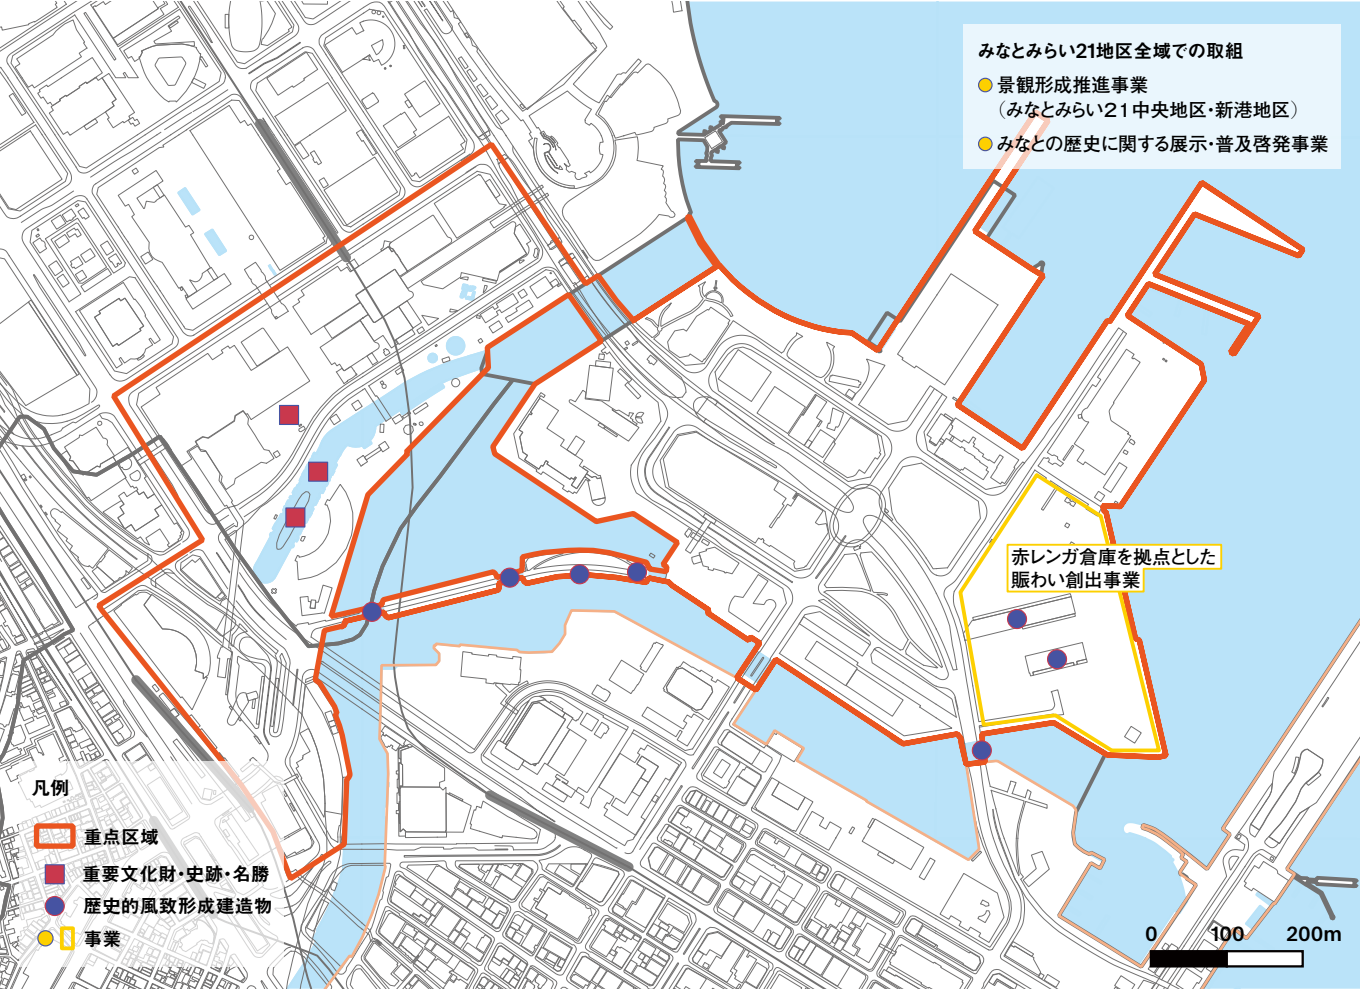 みなとみらい21地区全域での取組
景観形成推進事業
（みなとみらい21中央地区・新港地区）
みなとの歴史に関する展示・普及啓発事業
赤レンガ倉庫を拠点とした
賑わい創出事業
凡例
重点区域
重要文化財・史跡・名勝
歴史的風致形成建造物
事業
0 100 200m